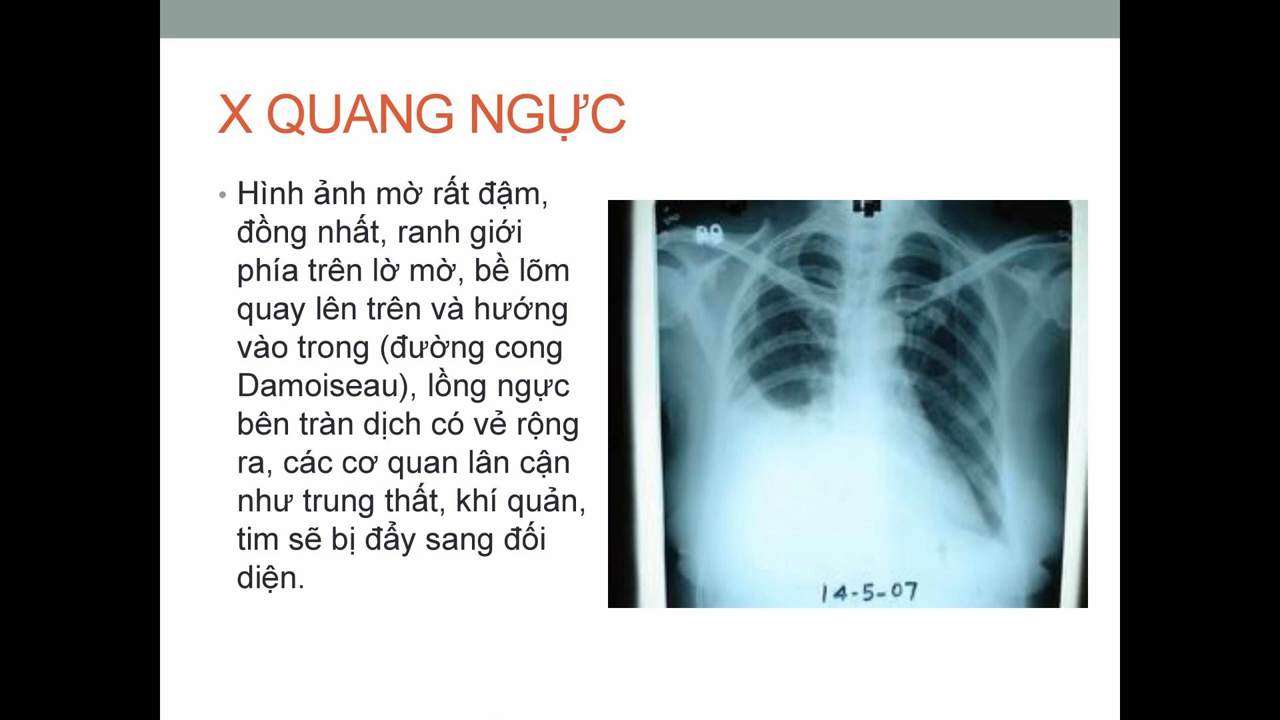 X QUANG NGỰC
• Hình ảnh mờ rất đậm,
đồng nhất, ranh giới
phía trên lờ mờ, bề lõm
quay lên trên và hướng
vào trong (đường cong
Damoiseau), lồng ngực
bên tràn dịch có vẻ rộng
ra, các cơ quan lân cận
như trung thất, khí quản,
tim sẽ bị đẩy sang đối
diện.
14-5-07